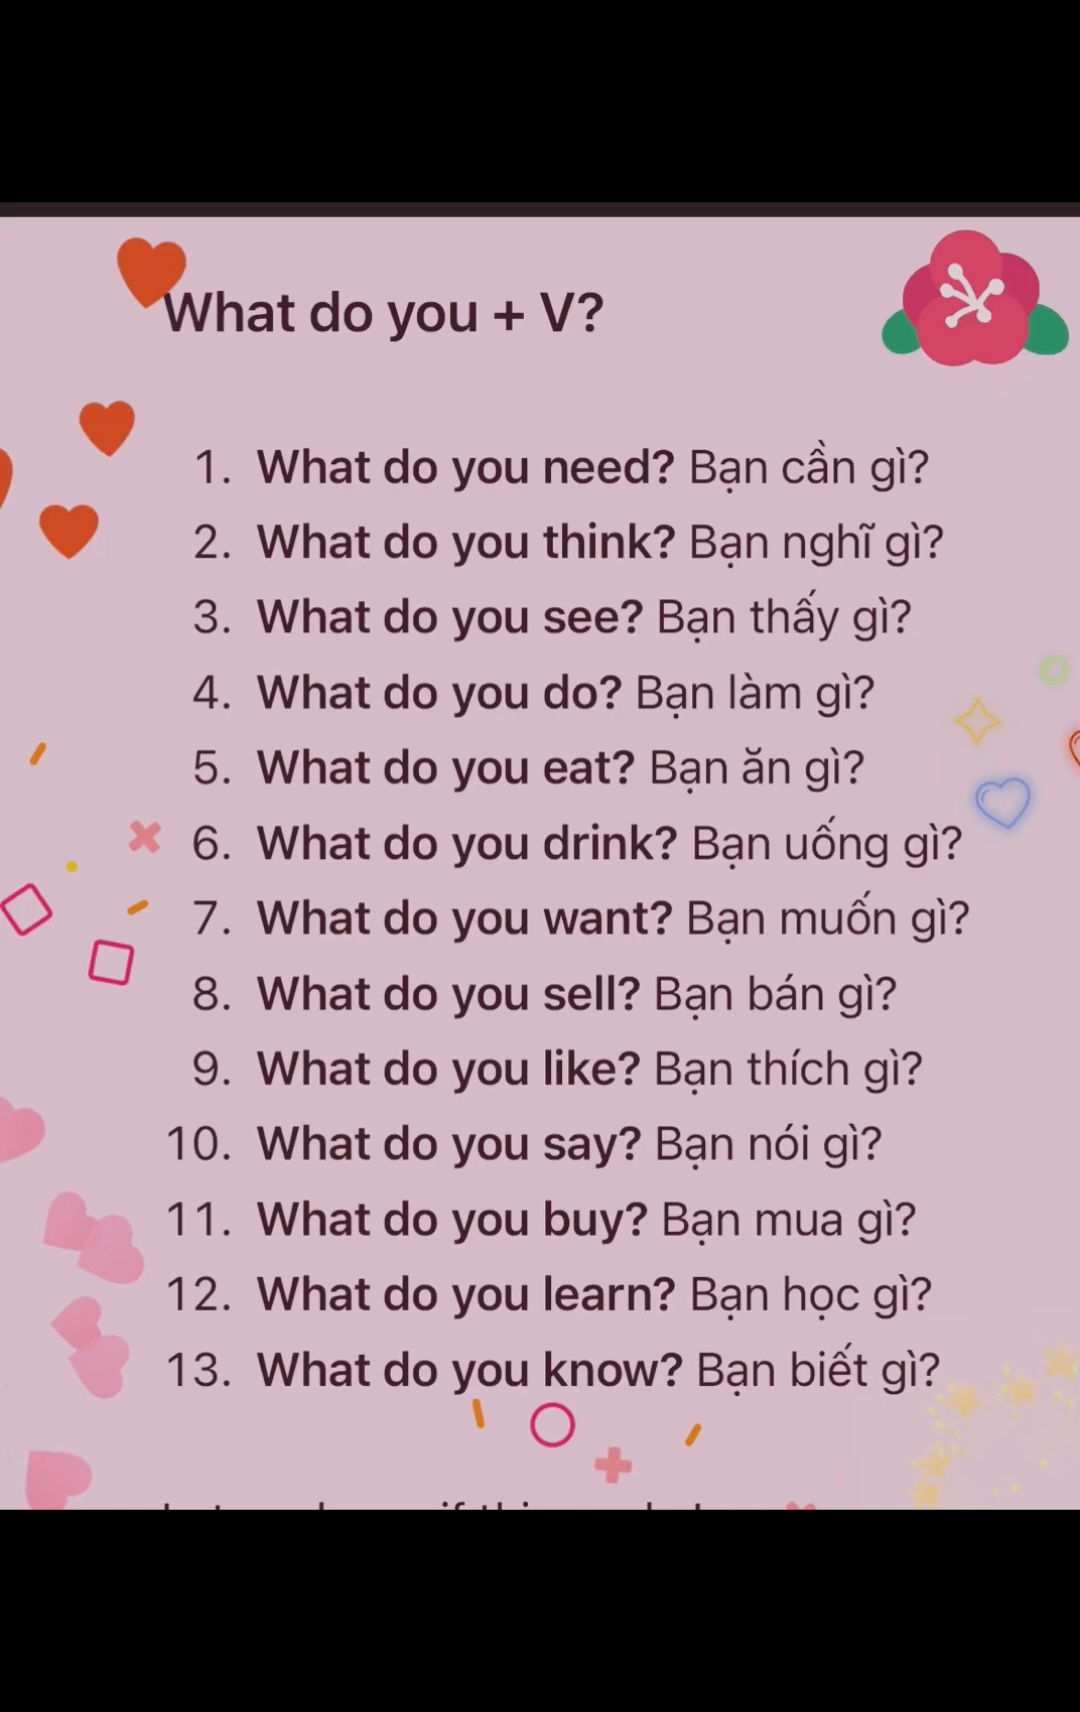 What do you + V?
1. What do you need? Bạn cần gì?
2. What do you think? Bạn nghĩ gì?
3. What do you see? Bạn thấy gì?
4. What do you do? Bạn làm gì?
5. What do you eat? Bạn ăn gì?
6. What do you drink? Bạn uống gì?
7. What do you want? Bạn muốn gì?
8. What do you sell? Bạn bán gì?
9. What do you like? Bạn thích gì?
10. What do you say? Bạn nói gì?
11. What do you buy? Bạn mua gì?
12. What do you learn? Bạn học gì?
13. What do you know? Bạn biết gì?